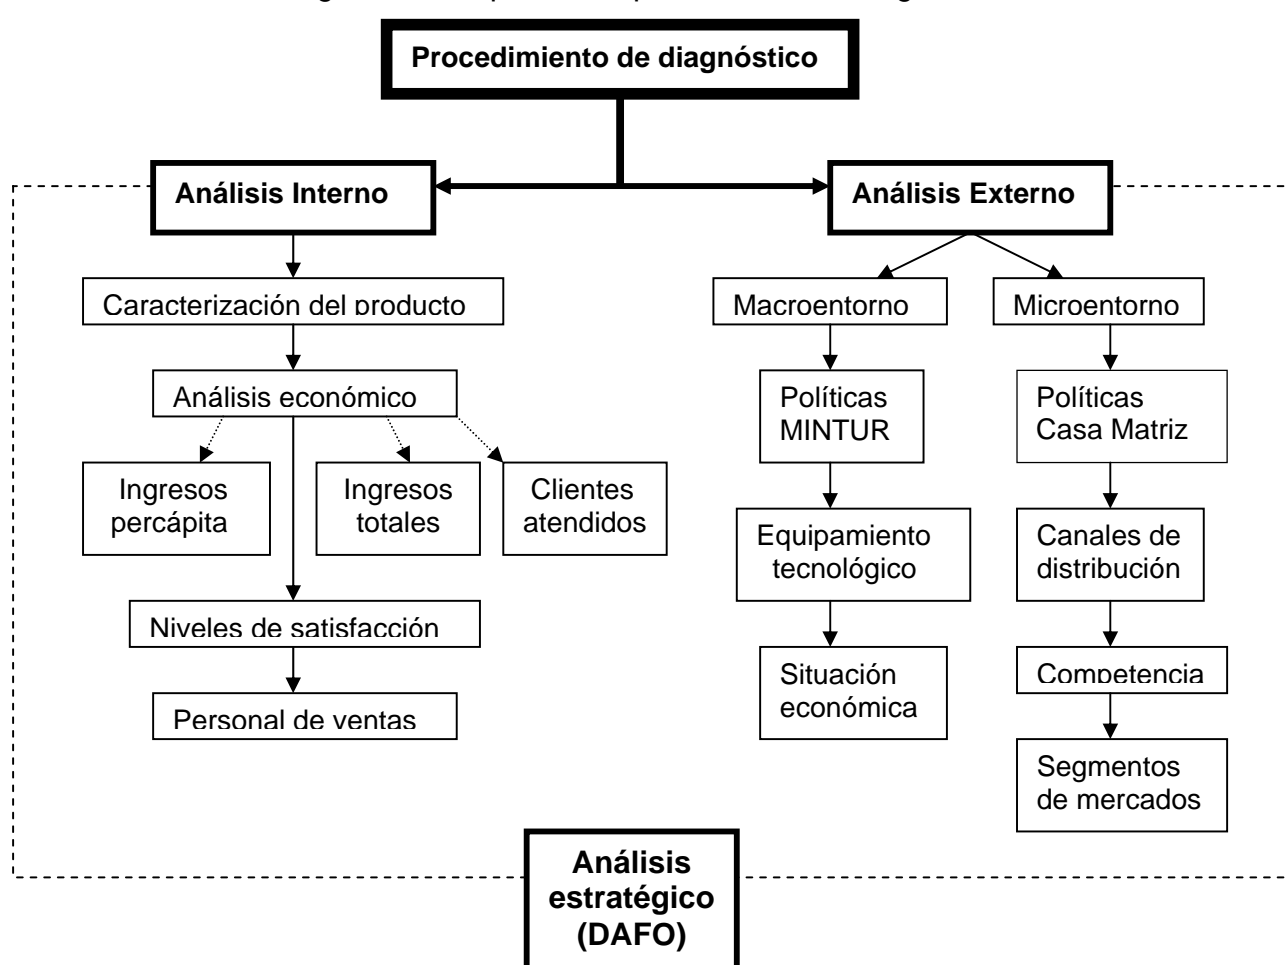 Procedimiento de diagnóstico
Análisis Interno
Análisis Externo
Caracterización del producto
Macroentorno
Microentorno
Análisis económico
Políticas
MINTUR
Políticas
Casa Matriz
Ingresos
percápita
Ingresos
totales
Clientes
atendidos
Equipamiento
tecnológico
Canales de
distribución
Niveles de satisfacción
Situación
económica
Competencia
Personal de ventas
Segmentos
de mercados
Análisis
estratégico
(DAFO)